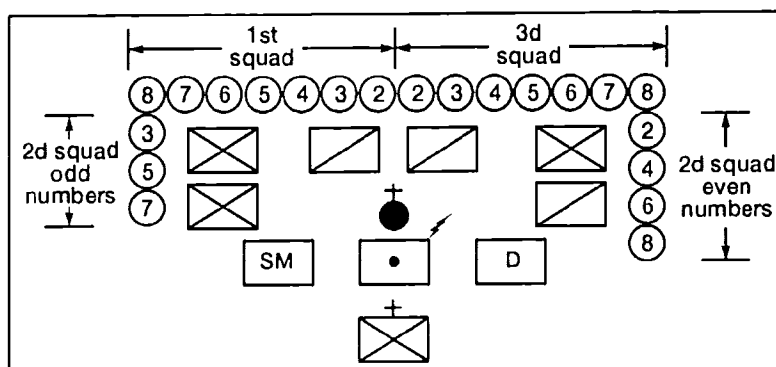 1st
squad
3d
squad
8 7 6 5 4 3 2 2 3 4 5 6 7 8
2d squad
odd
numbers
3
5
7
2
4
6
8
2d squad
even
numbers
SM
D